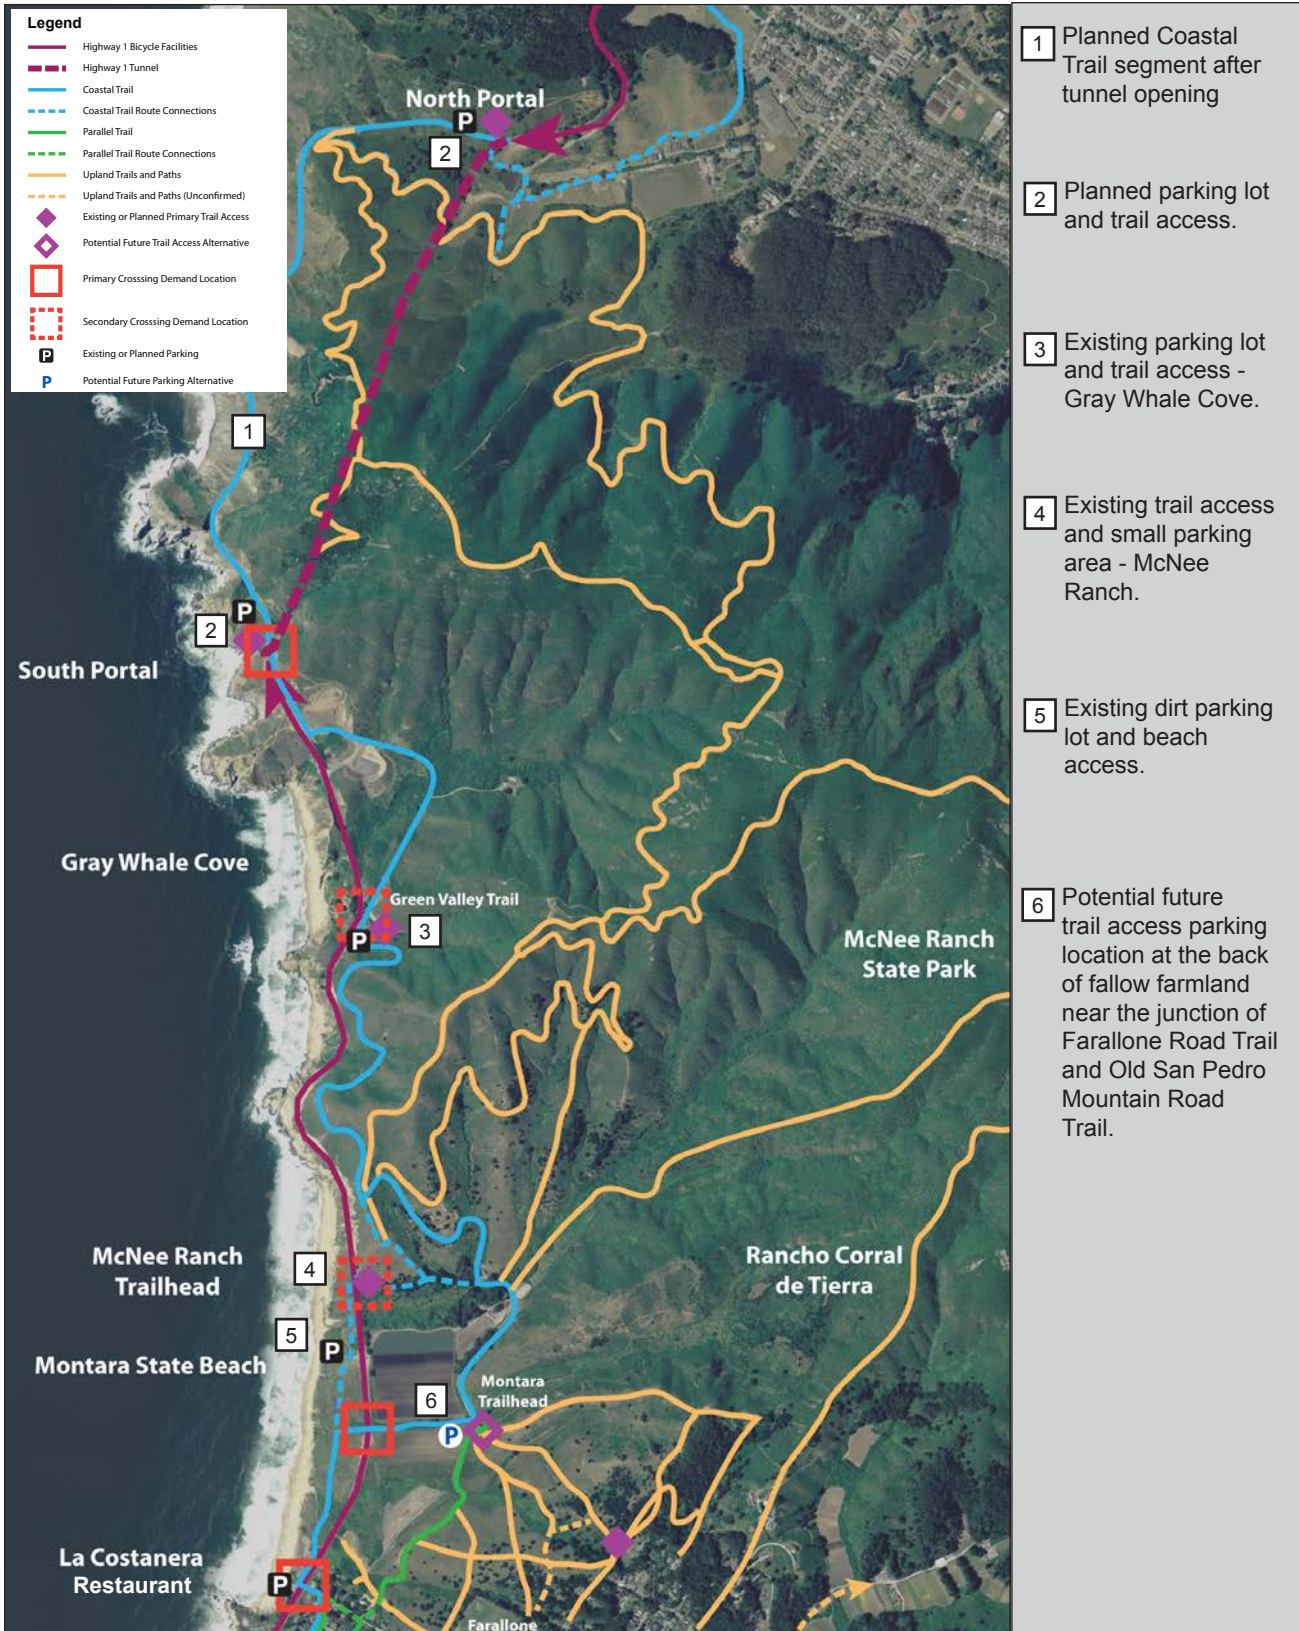 Legend
Highway 1 Bicycle Facilities
Highway 1 Tunnel
Coastal Trail
Coastal Trail Route Connections
Parallel Trail
Parallel Trail Route Connections
Upland Trails and Paths
Upland Trails and Paths (Unconfirmed)
Existing or Planned Primary Trail Access
Potential Future Trail Access Alternative
Primary Crosssing Demand Location
Secondary Crosssing Demand Location
P Existing or Planned Parking
P Potential Future Parking Alternative
North Portal
P
2
1
P
2
South Portal
Gray Whale Cove
Green Valley Trail
3
P
McNee Ranch
State Park
McNee Ranch
Trailhead
4
Rancho Corral
de Tierra
5
P
Montara State Beach
Montara
Trailhead
6
P
La Costanera
Restaurant
P
Farallone
1 Planned Coastal
Trail segment after
tunnel opening
2 Planned parking lot
and trail access.
3 Existing parking lot
and trail access -
Gray Whale Cove.
4 Existing trail access
and small parking
area - McNee
Ranch.
5 Existing dirt parking
lot and beach
access.
6 Potential future
trail access parking
location at the back
of fallow farmland
near the junction of
Farallone Road Trail
and Old San Pedro
Mountain Road
Trail.